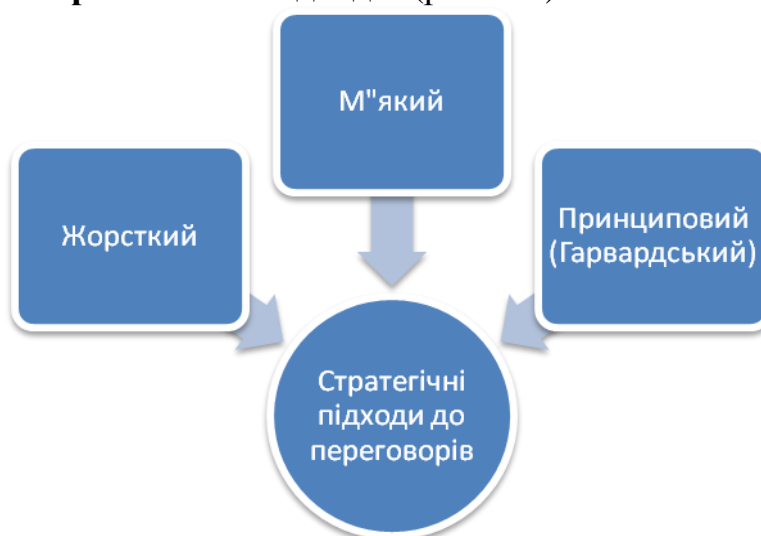 М"який
Жорсткий
Принциповий
(Гарвардський)
Стратегічні
підходи до
переговорів